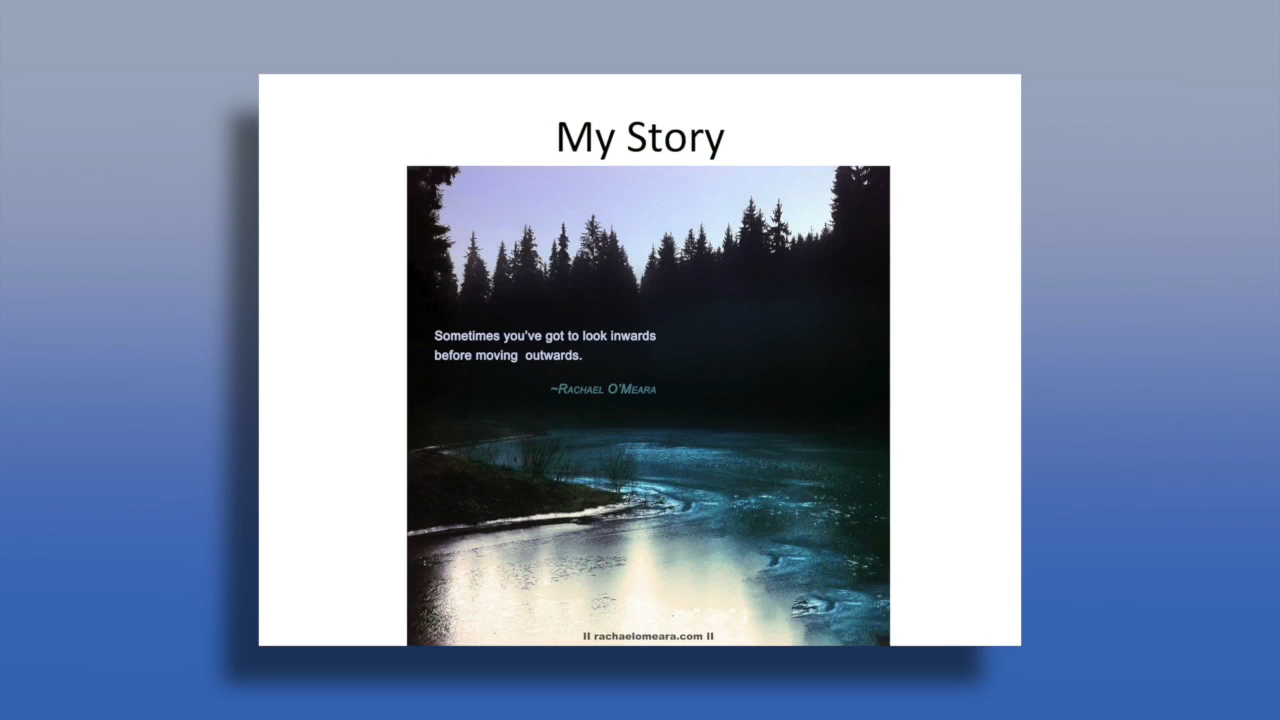 My Story
Sometimes you've got to look inwards
before moving  outwards.
~Rachael O'Meara
II rachaelomeara.com II